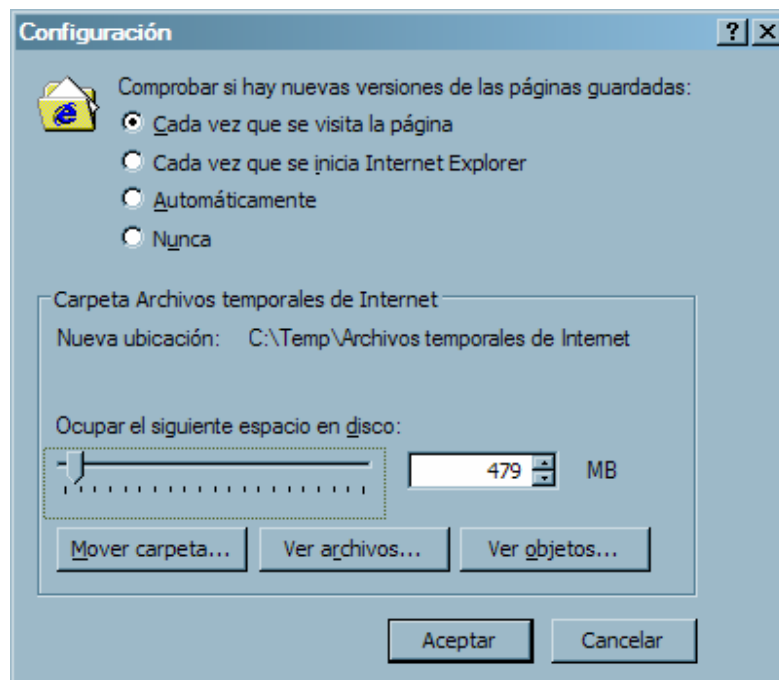 Configuración
Comprobar si hay nuevas versiones de las páginas guardadas:
Cada vez que se visita la página
Cada vez que se inicia Internet Explorer
Automáticamente
Nunca
Carpeta Archivos temporales de Internet
Nueva ubicación: C:\Temp\Archivos temporales de Internet
Ocupar el siguiente espacio en disco:
479 MB
Mover carpeta... Ver archivos... Ver objetos...
Aceptar Cancelar